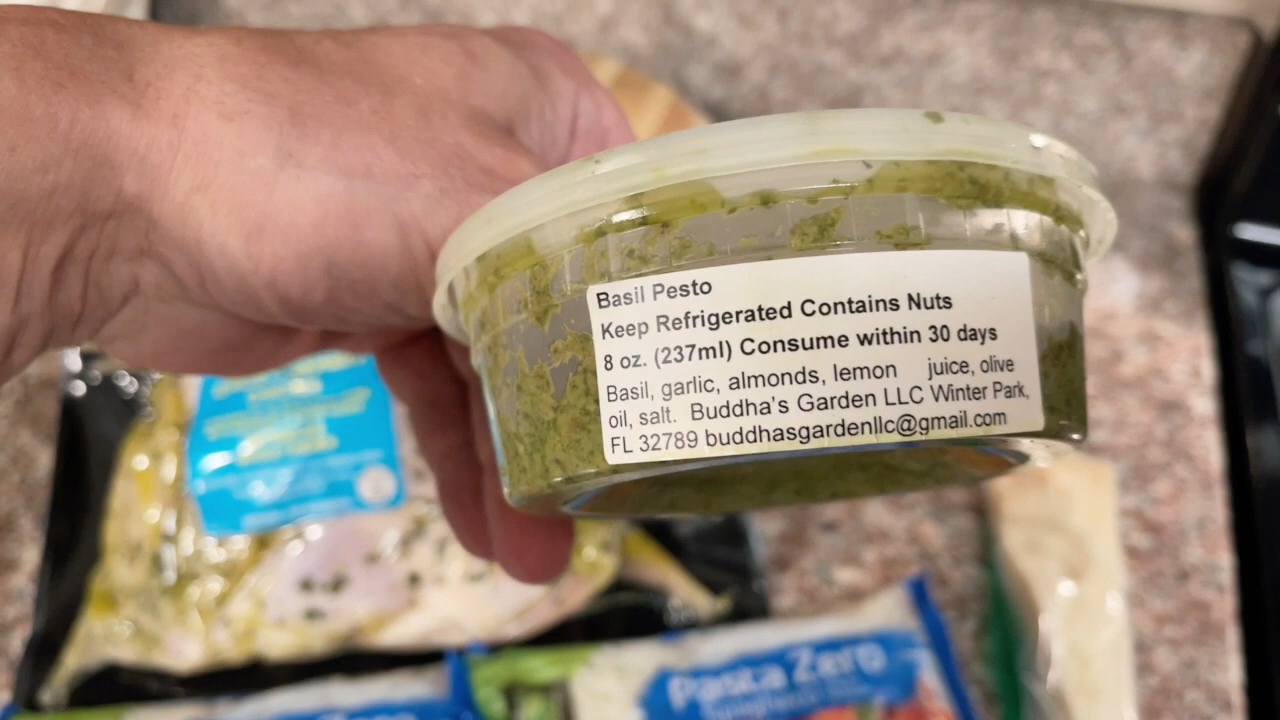 Basil Pesto
Keep Refrigerated Contains Nuts
8 oz. (237ml) Consume within 30 days
Basil, garlic, almonds, lemon juice, olive
oil, salt. Buddha's Garden LLC Winter Park,
FL 32789 buddhasgardenllc@gmail.com
Pasta Zero